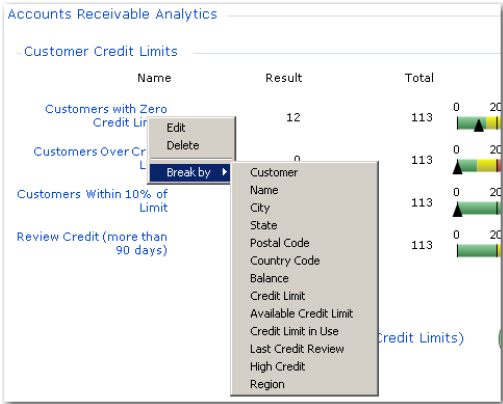 Accounts Receivable Analytics
Customer Credit Limits
Name Result Total
Customers with Zero
Credit Lim
12 113 0 20
Edit
Delete
Break by
Customers Over Cr
L
0 113 0 20
Customers Within 10% of
Limit
113 0 20
Review Credit (more than
90 days)
113 0 20
Customer
Name
City
State
Postal Code
Country Code
Balance
Credit Limit
Available Credit Limit
Credit Limit in Use
Last Credit Review
High Credit
Region
Credit Limits)